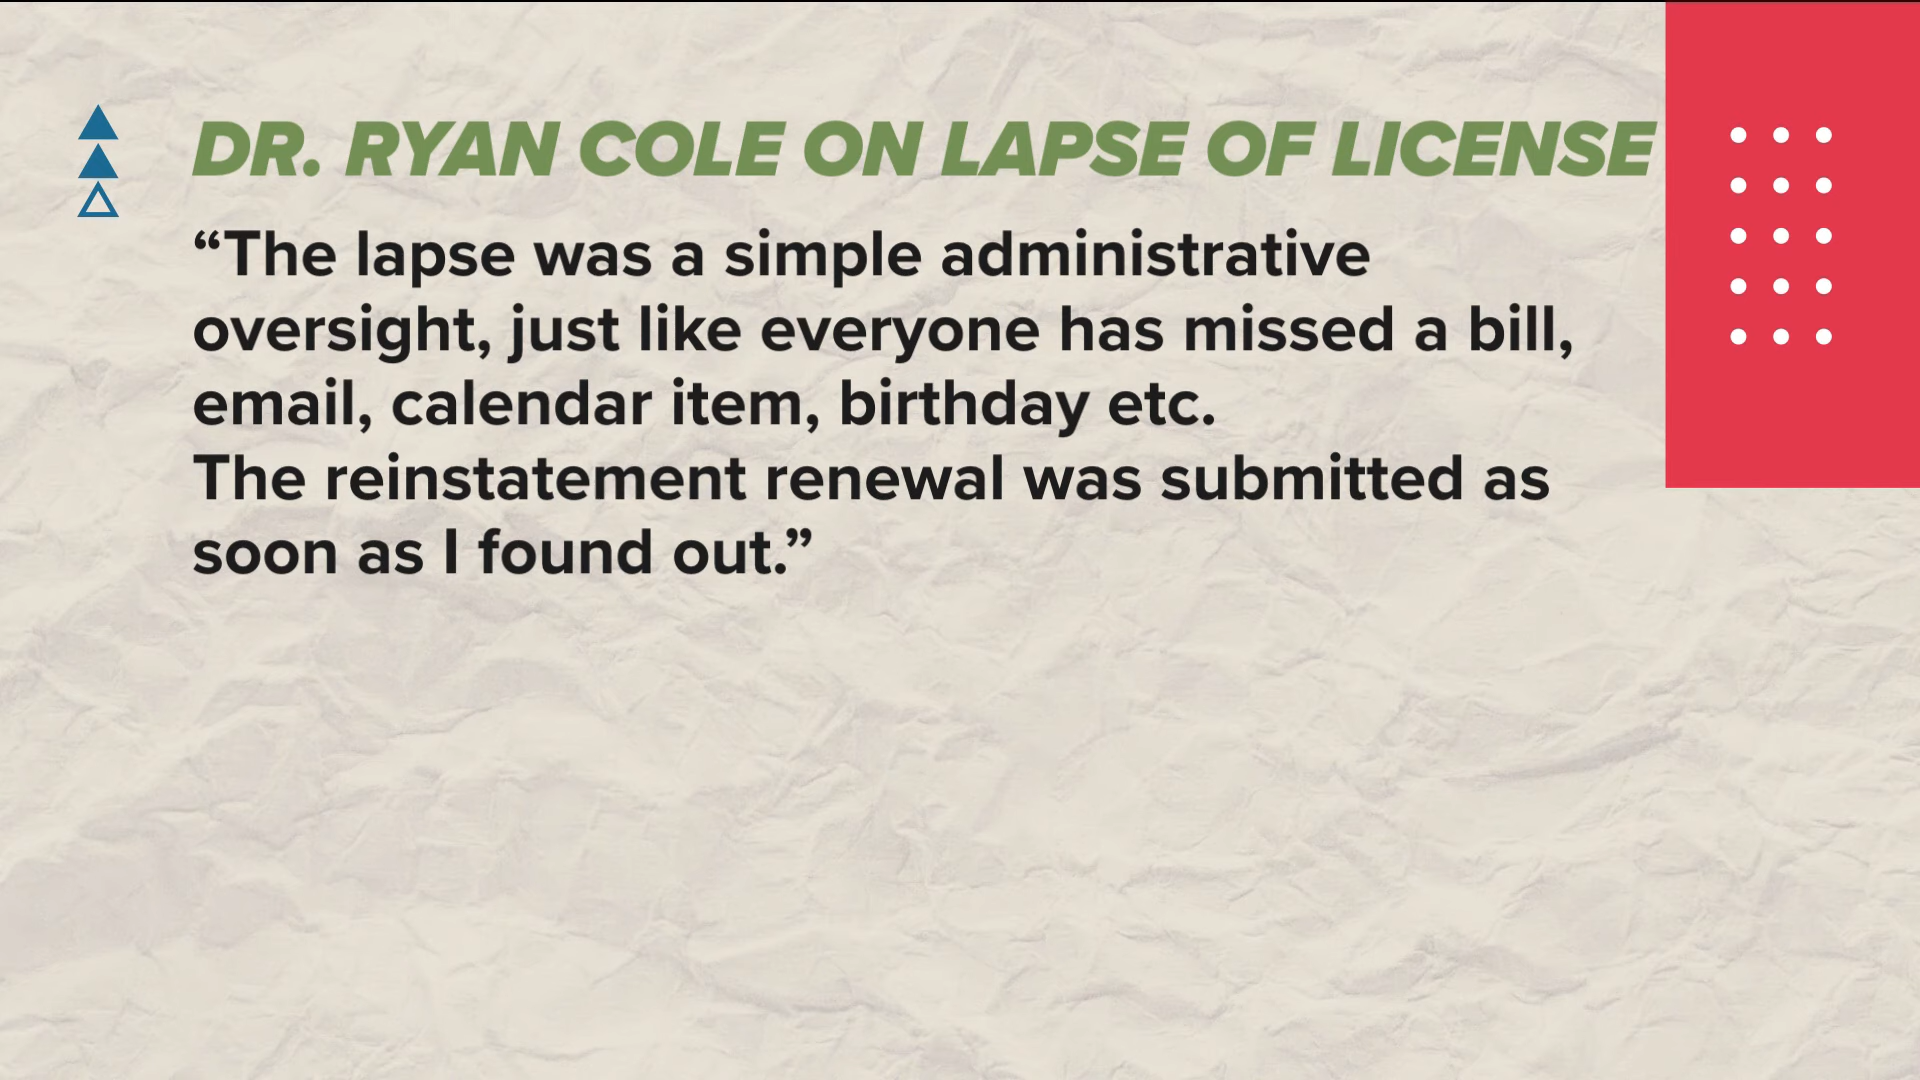 DR. RYAN COLE ON LAPSE OF LICENSE
“The lapse was a simple administrative
oversight, just like everyone has missed a bill,
email, calendar item, birthday etc.
The reinstatement renewal was submitted as
soon as I found out.”